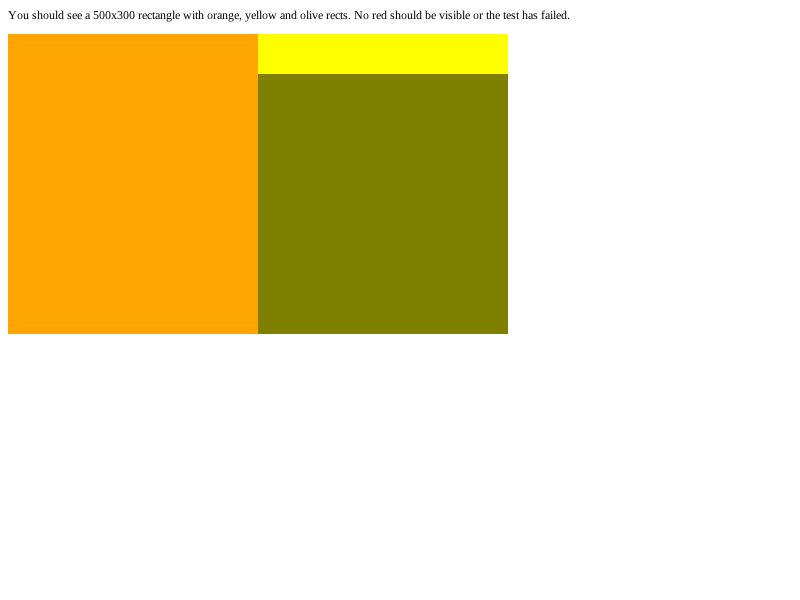 You should see a 500x300 rectangle with orange, yellow and olive rects. No red should be visible or the test has failed.